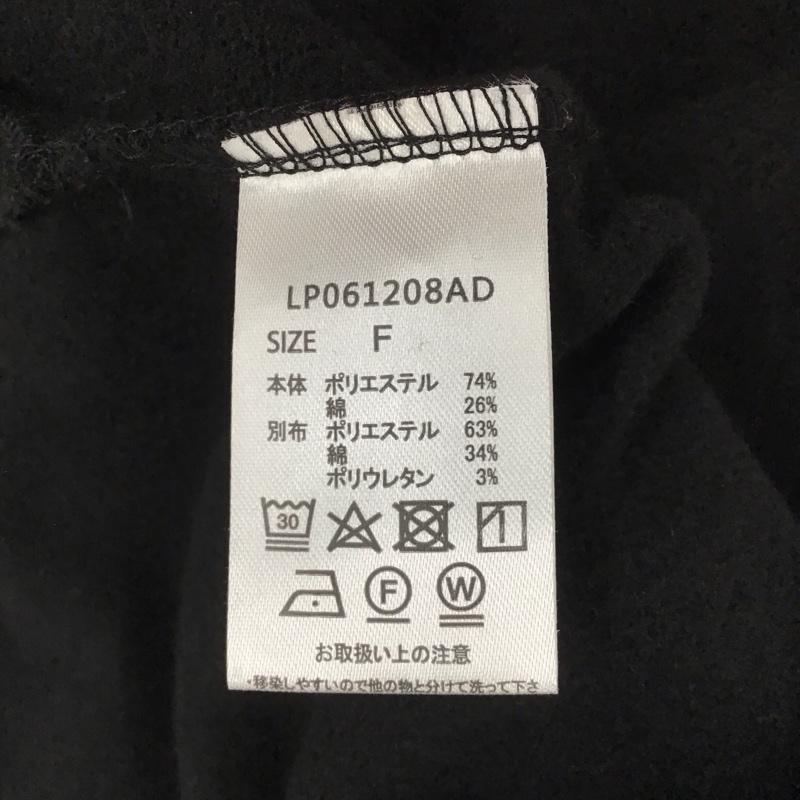 LP061208AD
SIZE F
本体 ポリエステル 74%
綿 26%
別布 ポリエステル 63%
綿 34%
ポリウレタン 3%
30
F W
お取扱い上の注意
・移染しやすいので他の物と分けて洗って下さ